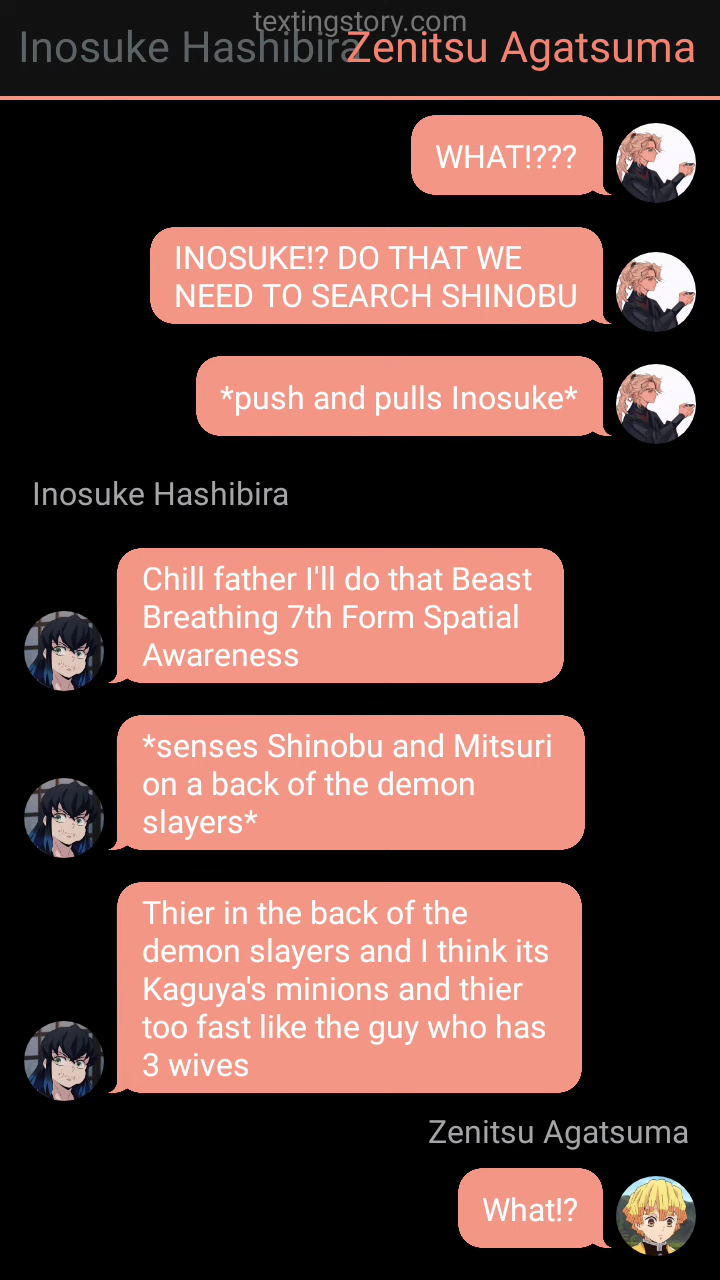 textingstory.com
Inosuke Hashibira
Zenitsu Agatsuma
WHAT!???
INOSUKE!? DO THAT WE
NEED TO SEARCH SHINOBU
*push and pulls Inosuke*
Inosuke Hashibira
Chill father I'll do that Beast
Breathing 7th Form Spatial
Awareness
*senses Shinobu and Mitsuri
on a back of the demon
slayers*
Thier in the back of the
demon slayers and I think its
Kaguya's minions and thier
too fast like the guy who has
3 wives
Zenitsu Agatsuma
What!?